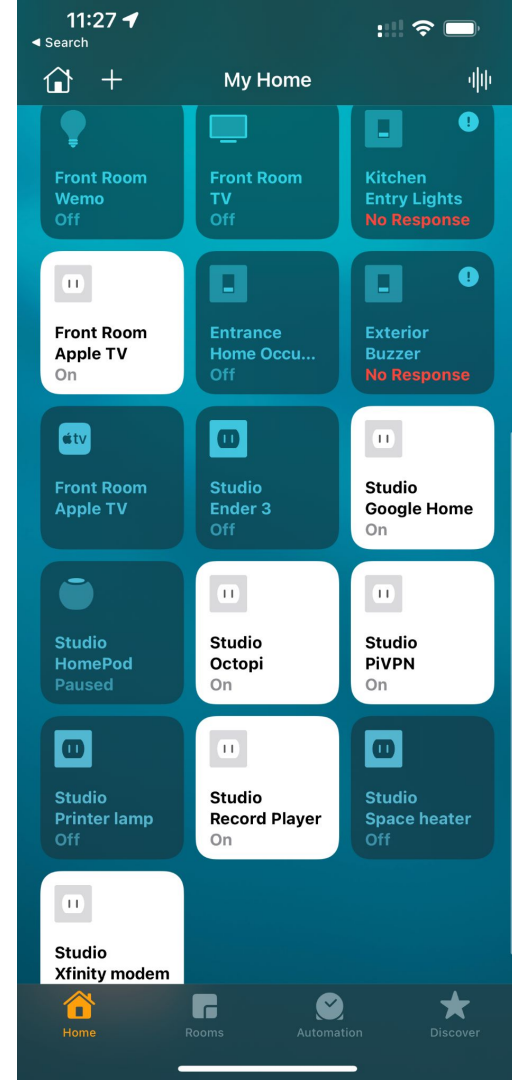 11:27
◀ Search
My Home
Front Room
Wemo
Off
Front Room
TV
Off
Kitchen
Entry Lights
No Response
Front Room
Apple TV
On
Entrance
Home Occu...
Off
Exterior
Buzzer
No Response
tv
Front Room
Apple TV
Studio
Ender 3
Off
Studio
Google Home
On
Studio
HomePod
Paused
Studio
Octopi
On
Studio
PiVPN
On
Studio
Printer lamp
Off
Studio
Record Player
On
Studio
Space heater
Off
Studio
Xfinity modem
Home
Rooms
Automation
Discover